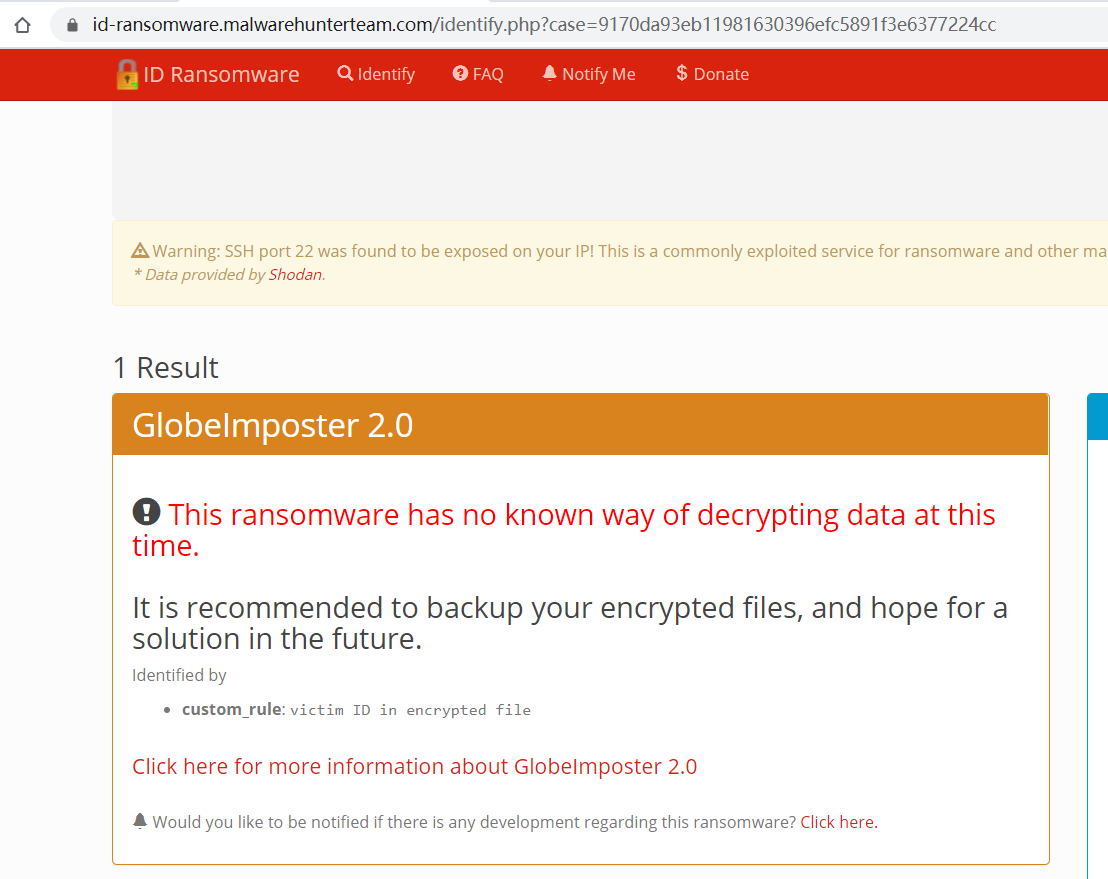 id-ransomware.malwarehunterteam.com/identify.php?case=9170da93eb11981630396efc5891f3e6377224cc
ID Ransomware Identify FAQ Notify Me $ Donate
Warning: SSH port 22 was found to be exposed on your IP! This is a commonly exploited service for ransomware and other ma
* Data provided by Shodan.
1 Result
GlobeImposter 2.0
This ransomware has no known way of decrypting data at this
time.
It is recommended to backup your encrypted files, and hope for a
solution in the future.
Identified by
• custom_rule: victim ID in encrypted file
Click here for more information about GlobeImposter 2.0
Would you like to be notified if there is any development regarding this ransomware? Click here.